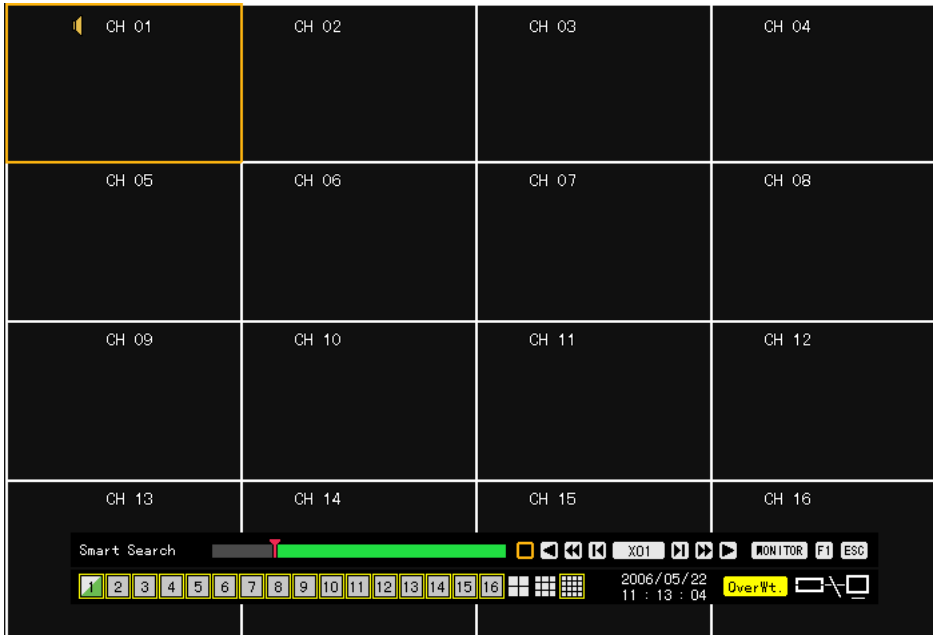 CH 01 CH 02 CH 03 CH 04
CH 05 CH 06 CH 07 CH 08
CH 09 CH 10 CH 11 CH 12
CH 13 CH 14 CH 15 CH 16
Smart Search X01 MONITOR F1 ESC
1 2 3 4 5 6 7 8 9 10 11 12 13 14 15 16 2006/05/22 OverWt.
11 : 13 : 04